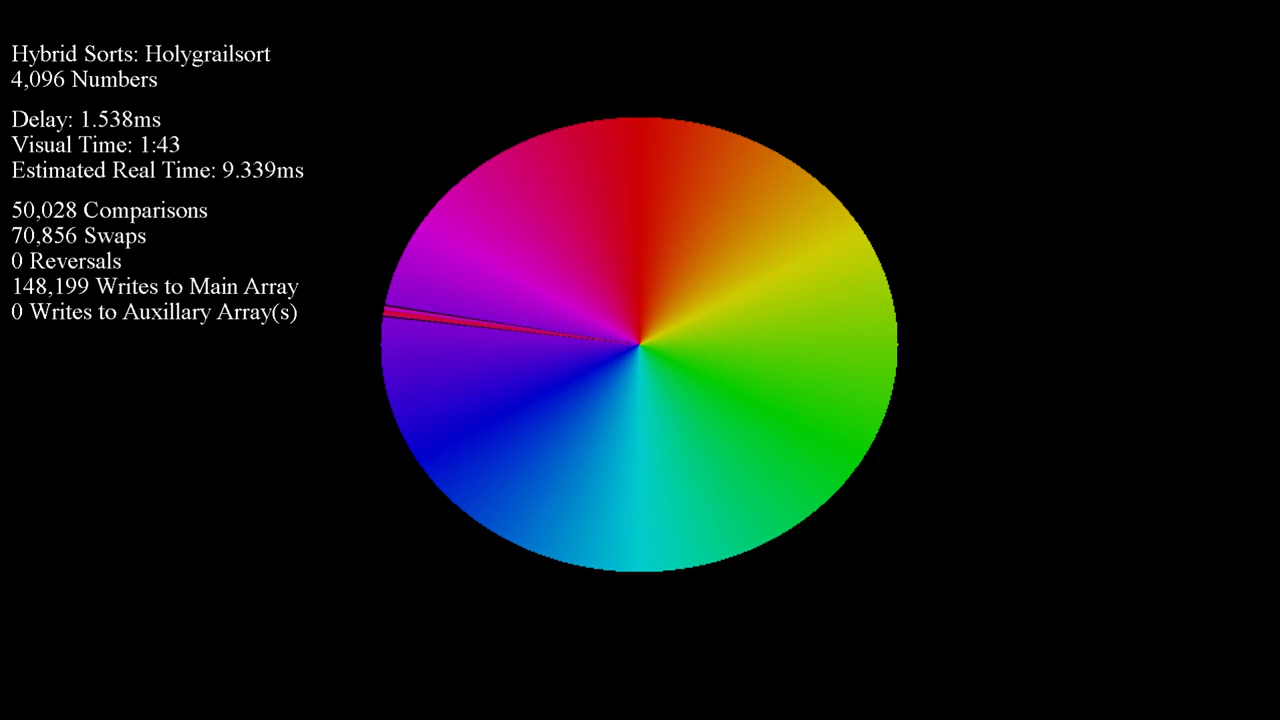 Hybrid Sorts: Holygrailsort
4,096 Numbers
Delay: 1.538ms
Visual Time: 1:43
Estimated Real Time: 9.339ms
50,028 Comparisons
70,856 Swaps
0 Reversals
148,199 Writes to Main Array
0 Writes to Auxillary Array(s)